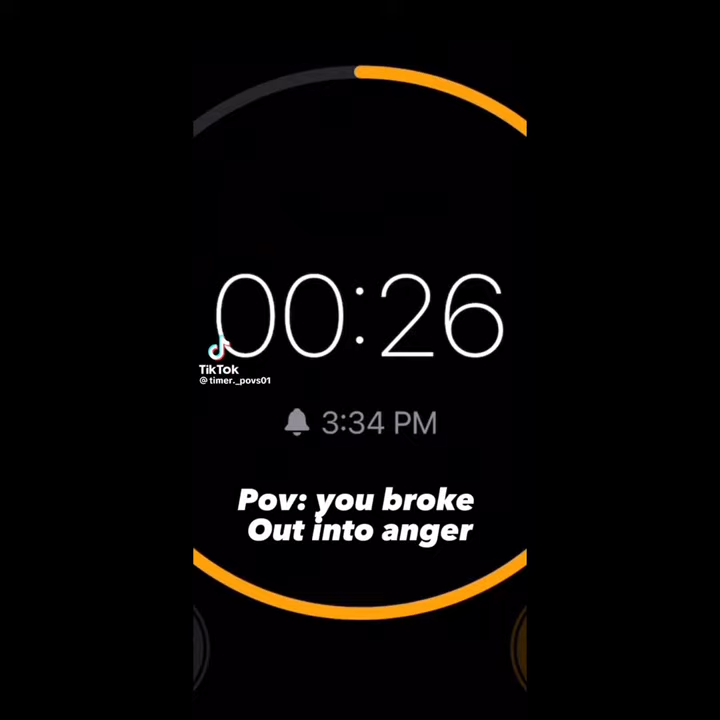 00:26
TikTok
@timer._povs01
3:34 PM
Pov: you broke
Out into anger